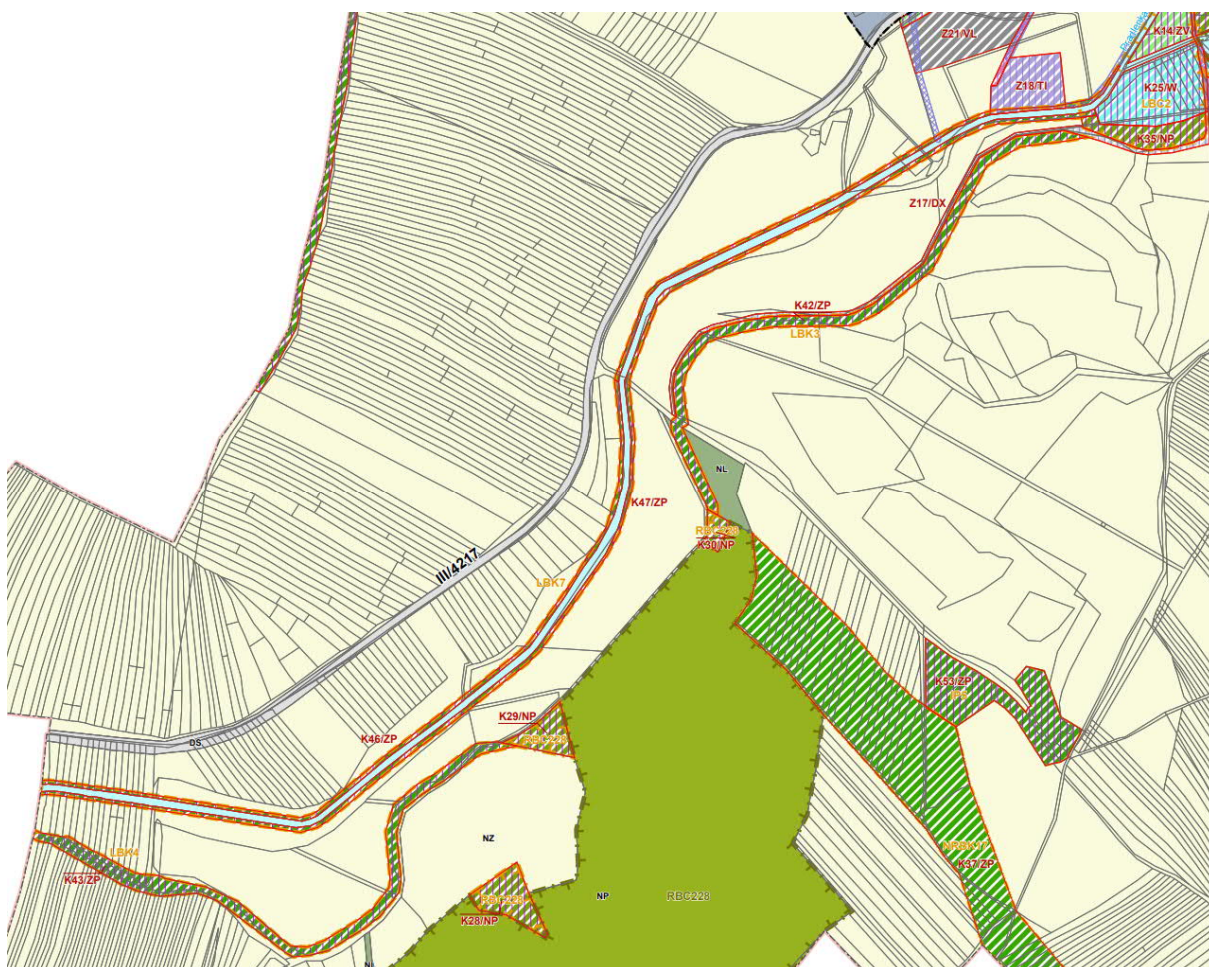 Z21/VL
K14/ZV
Z18/TI
K25/W
LBC2
K35/NP
Z17/DX
K42/ZP
LBK3
NL
K47/ZP
K30/NP
III/4217
LBK7
K53/ZP
K29/NP
K46/ZP
DS
NZ
LBK4
K43/ZP
K37/ZP
RBC228
NP
RBC228
K28/NP